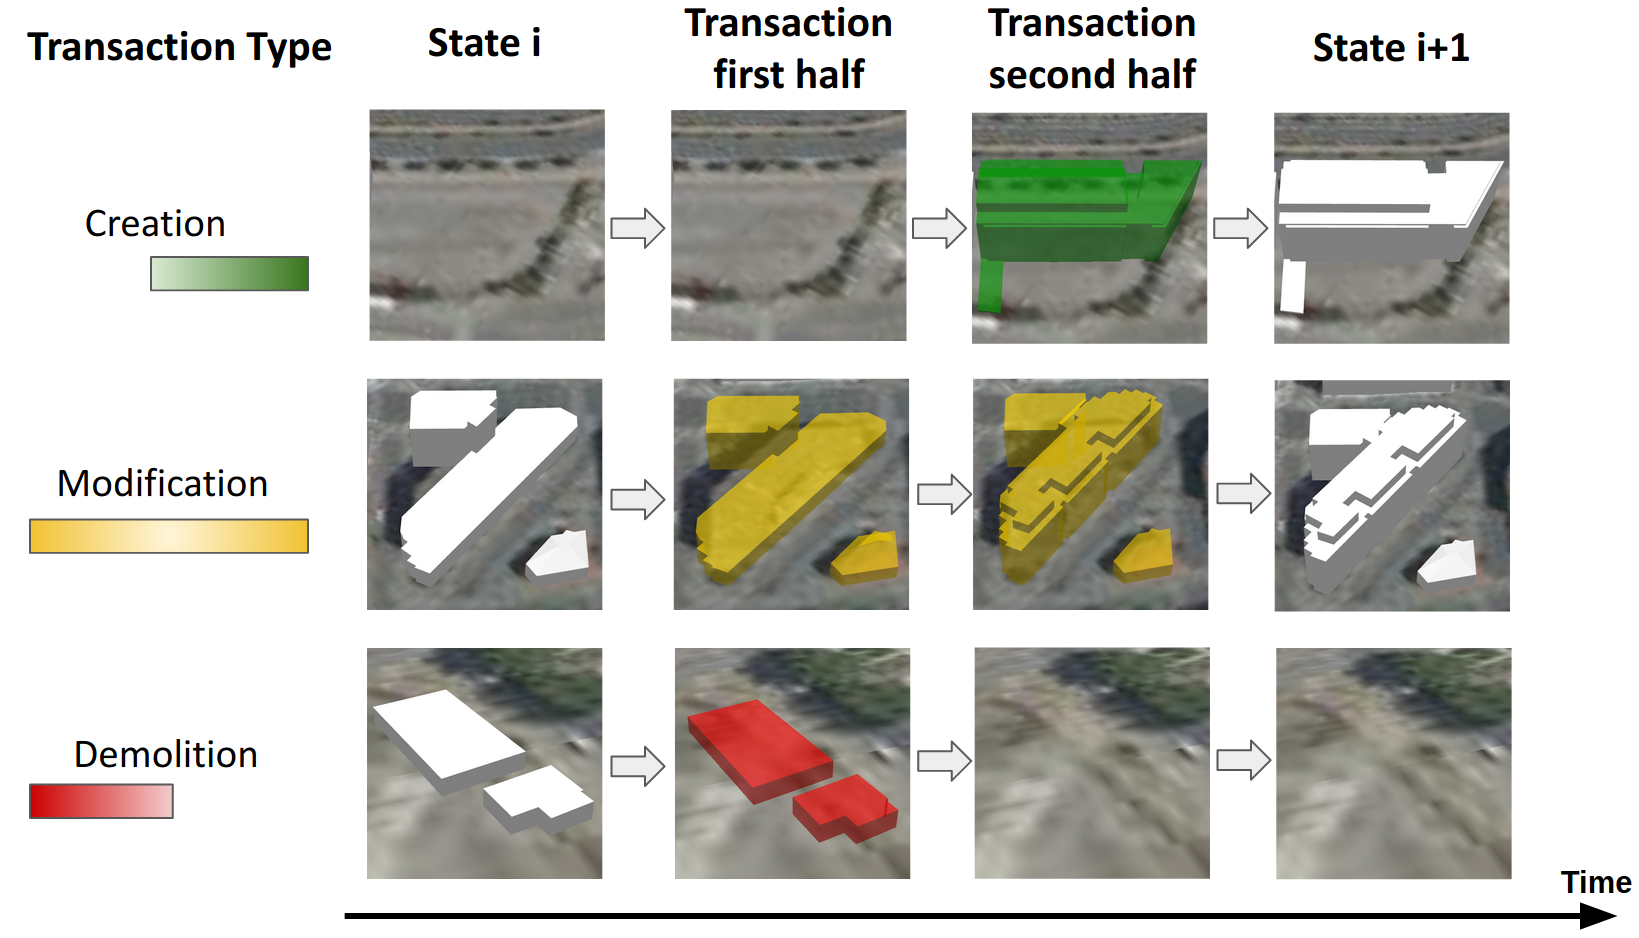 Transaction Type
State i
Transaction
first half
Transaction
second half
State i+1
Creation
Modification
Demolition
Time